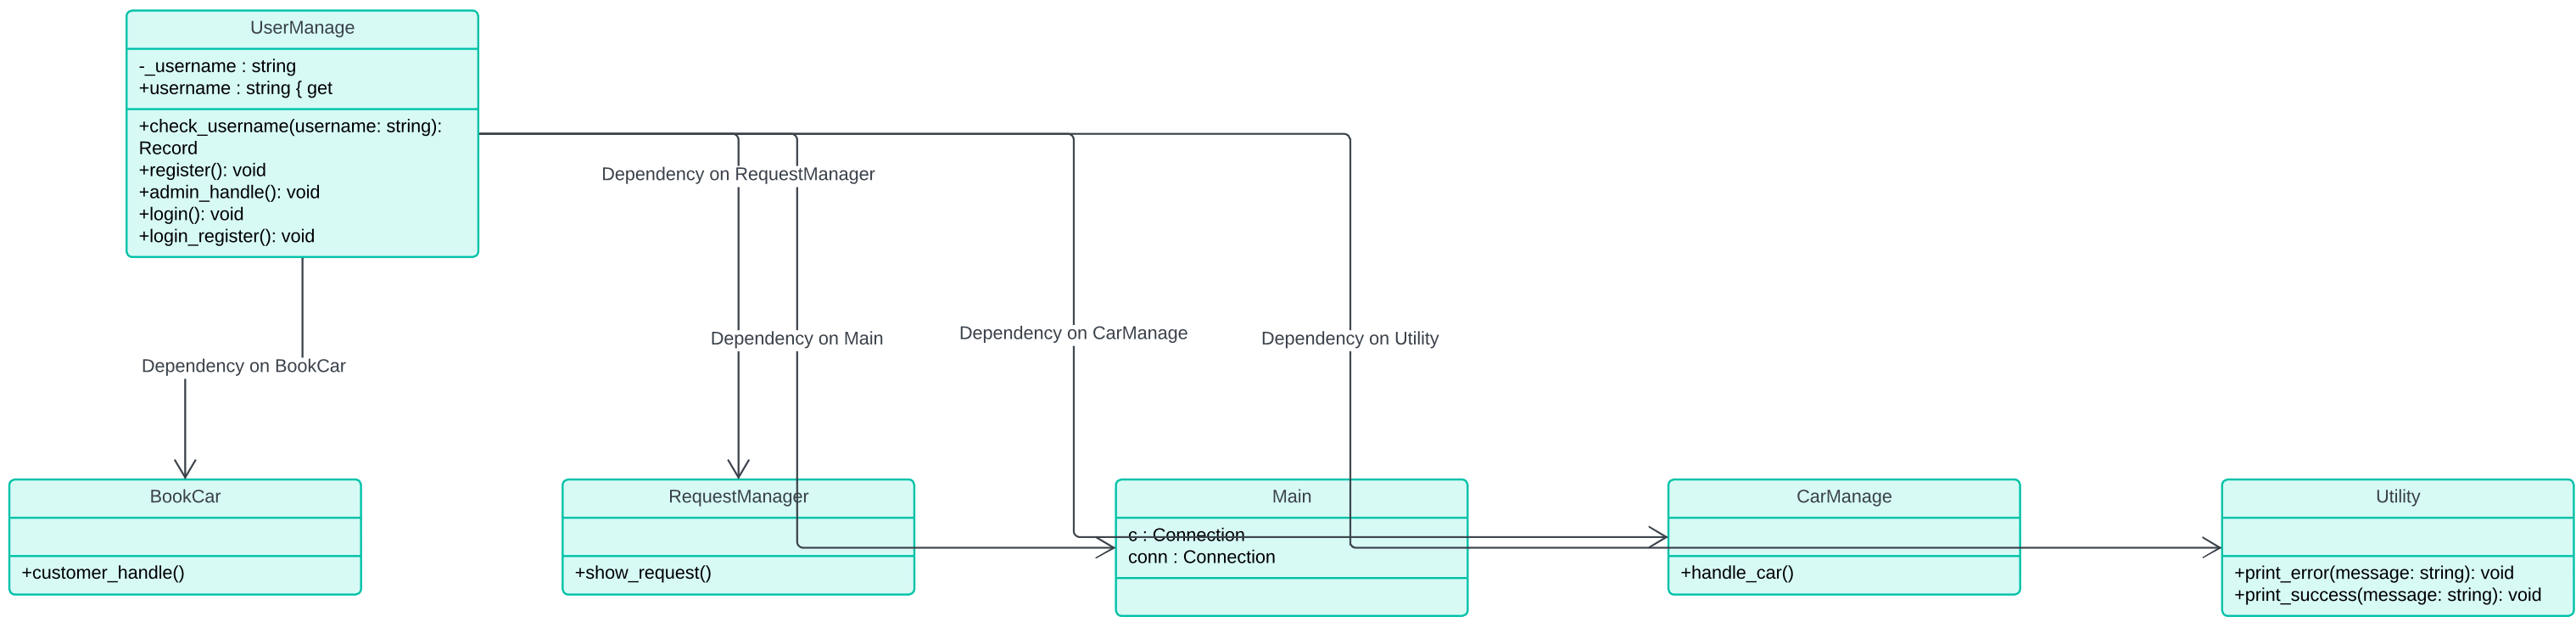 UserManage
-_username : string
+username : string { get
+check_username(username: string):
Record
+register(): void
+admin_handle(): void
+login(): void
+login_register(): void
Dependency on RequestManager
Dependency on Main
Dependency on CarManage
Dependency on Utility
Dependency on BookCar
BookCar
+customer_handle()
RequestManager
+show_request()
Main
c : Connection
conn : Connection
CarManage
+handle_car()
Utility
+print_error(message: string): void
+print_success(message: string): void